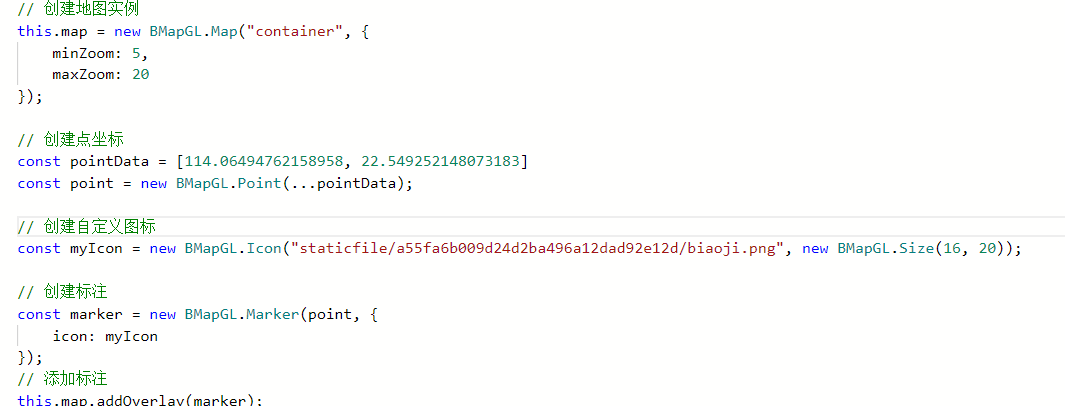 // 创建地图实例
this.map = new BMapGL.Map("container", {
    minZoom: 5,
    maxZoom: 20
});
// 创建点坐标
const pointData = [114.06494762158958, 22.549252148073183]
const point = new BMapGL.Point(...pointData);
// 创建自定义图标
const myIcon = new BMapGL.Icon("staticfile/a55fa6b009d24d2ba496a12dad92e12d/biaoji.png", new BMapGL.Size(16, 20));
// 创建标注
const marker = new BMapGL.Marker(point, {
    icon: myIcon
});
// 添加标注
this.map.addOverlay(marker);